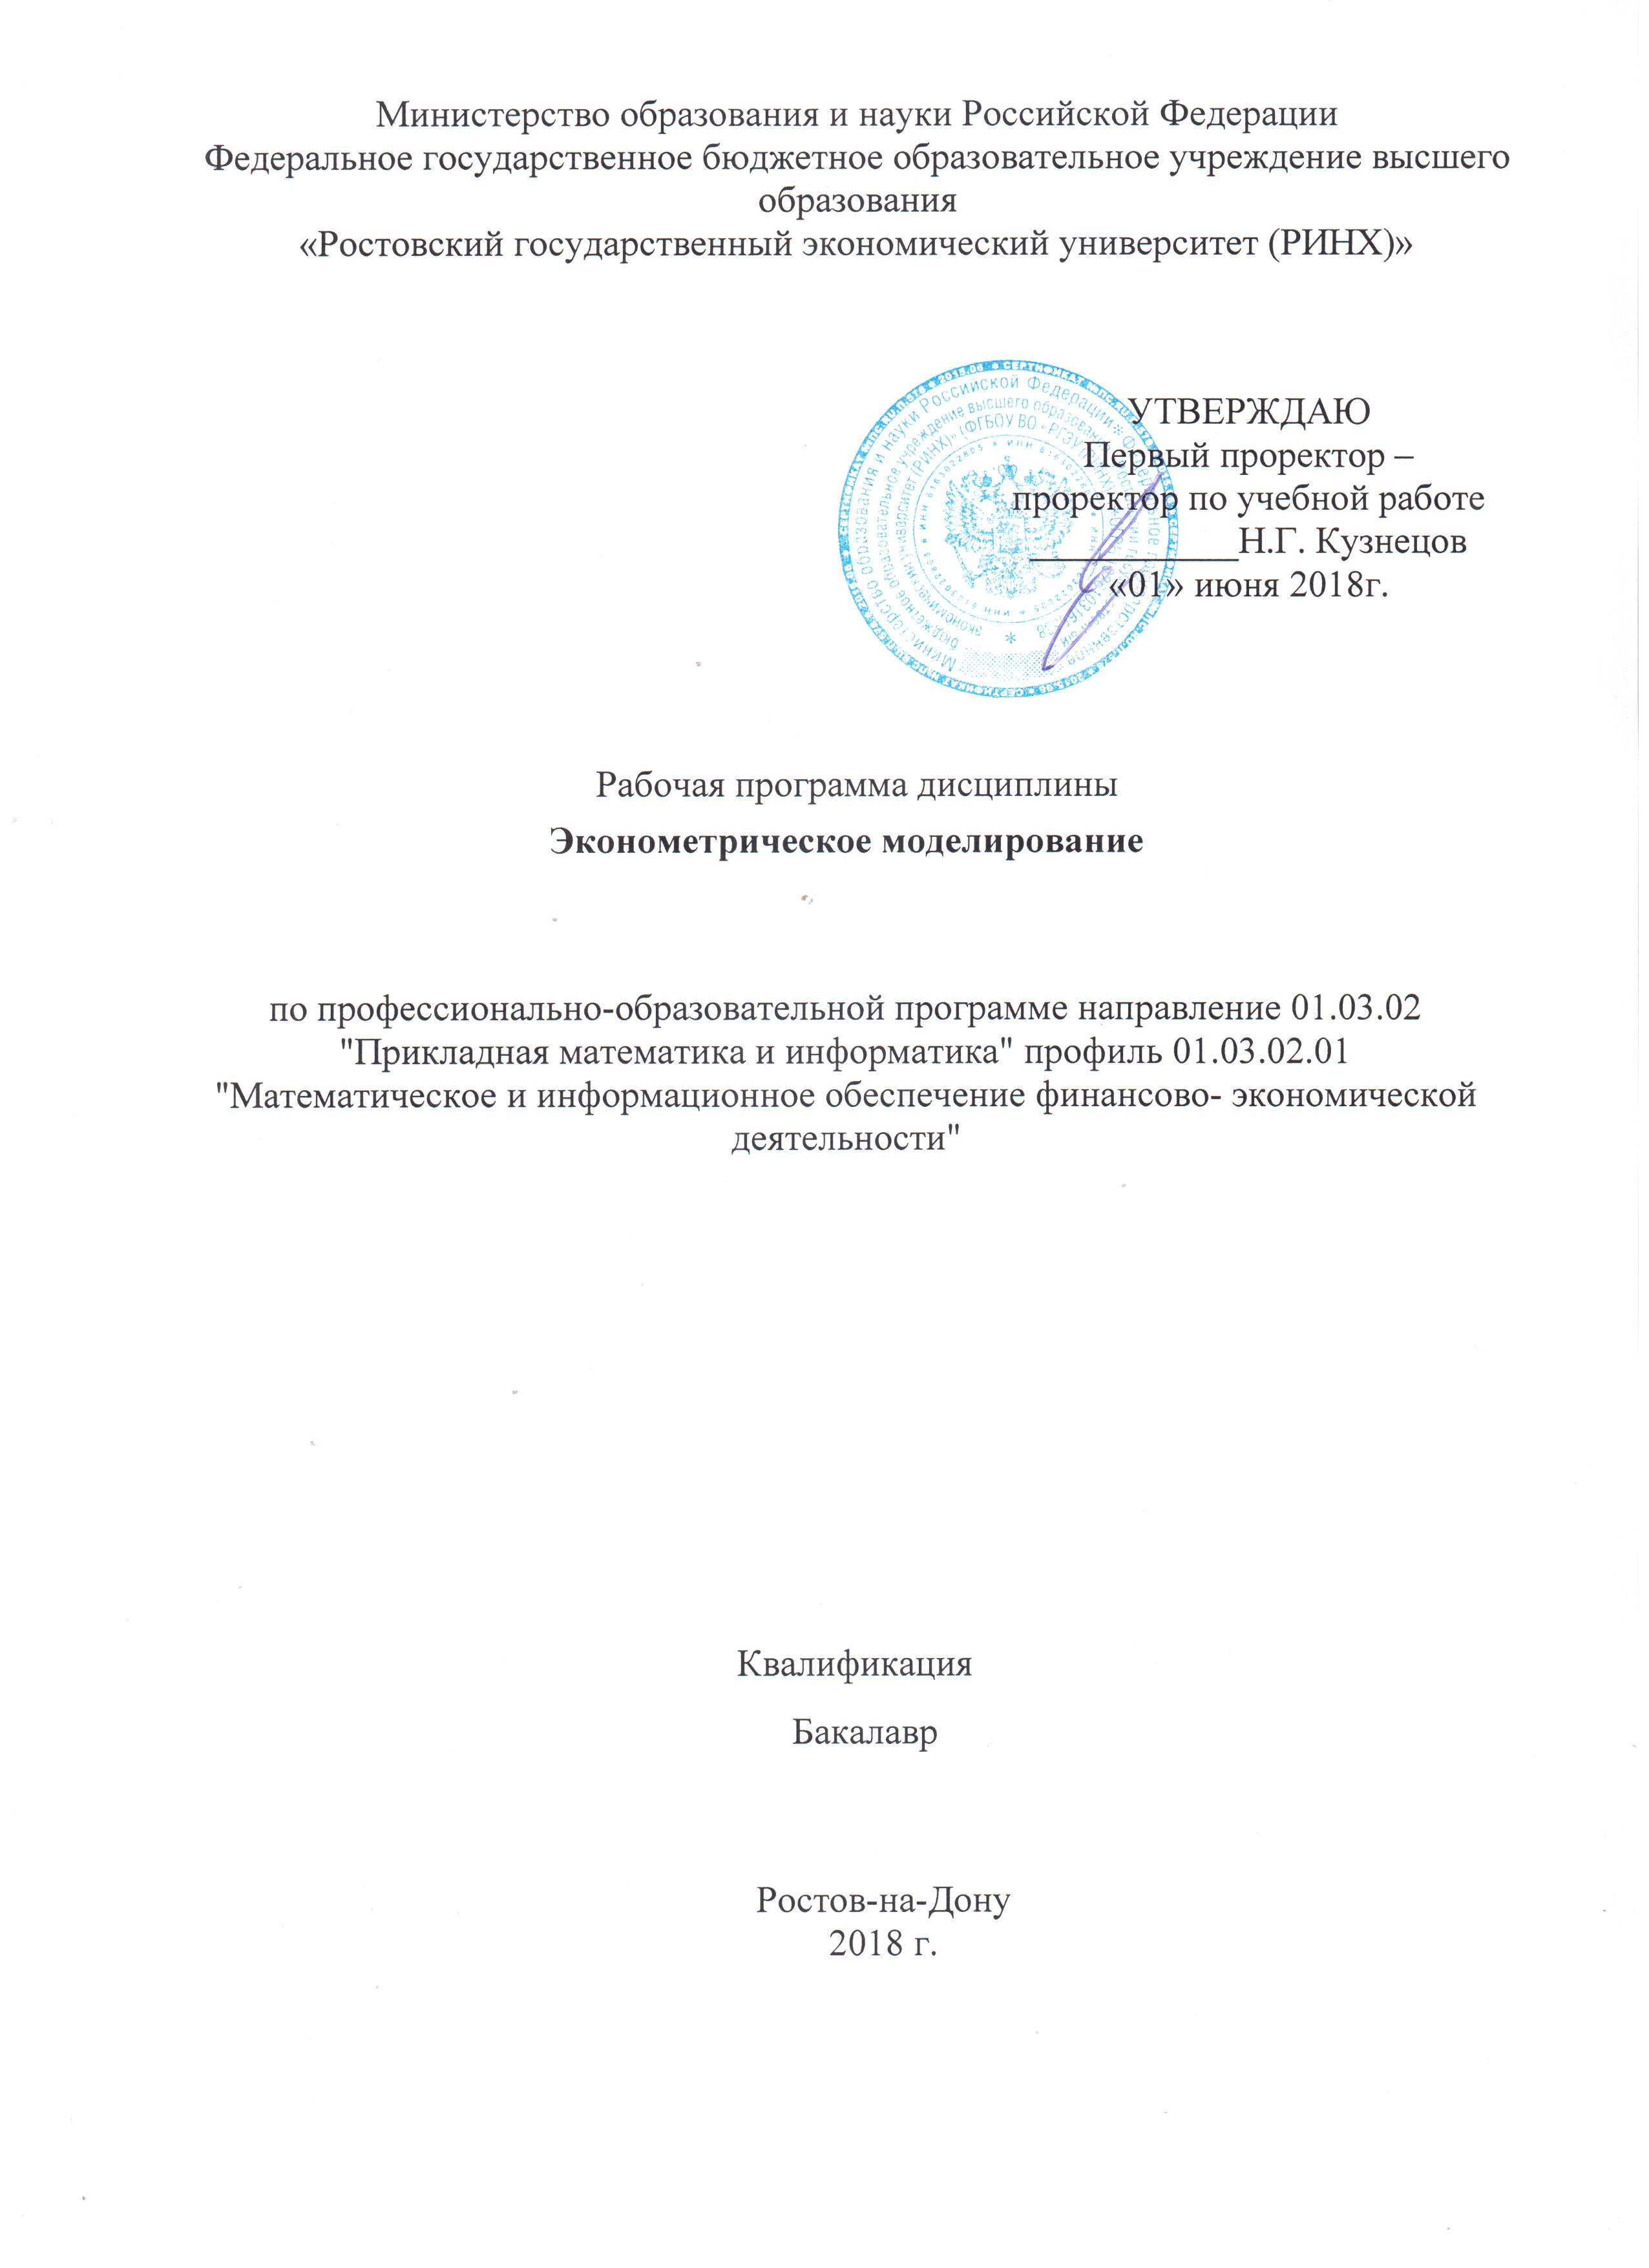 Министерство образования и науки Российской Федерации
Федеральное государственное бюджетное образовательное учреждение высшего
образования
«Ростовский государственный экономический университет (РИНХ)»
УТВЕРЖДАЮ
Первый проректор –
проректор по учебной работе
___________Н.Г. Кузнецов
«01» июня 2018г.
Рабочая программа дисциплины
Эконометрическое моделирование
по профессионально-образовательной программе направление 01.03.02
"Прикладная математика и информатика" профиль 01.03.02.01
"Математическое и информационное обеспечение финансово- экономической
деятельности"
Квалификация
Бакалавр
Ростов-на-Дону
2018 г.